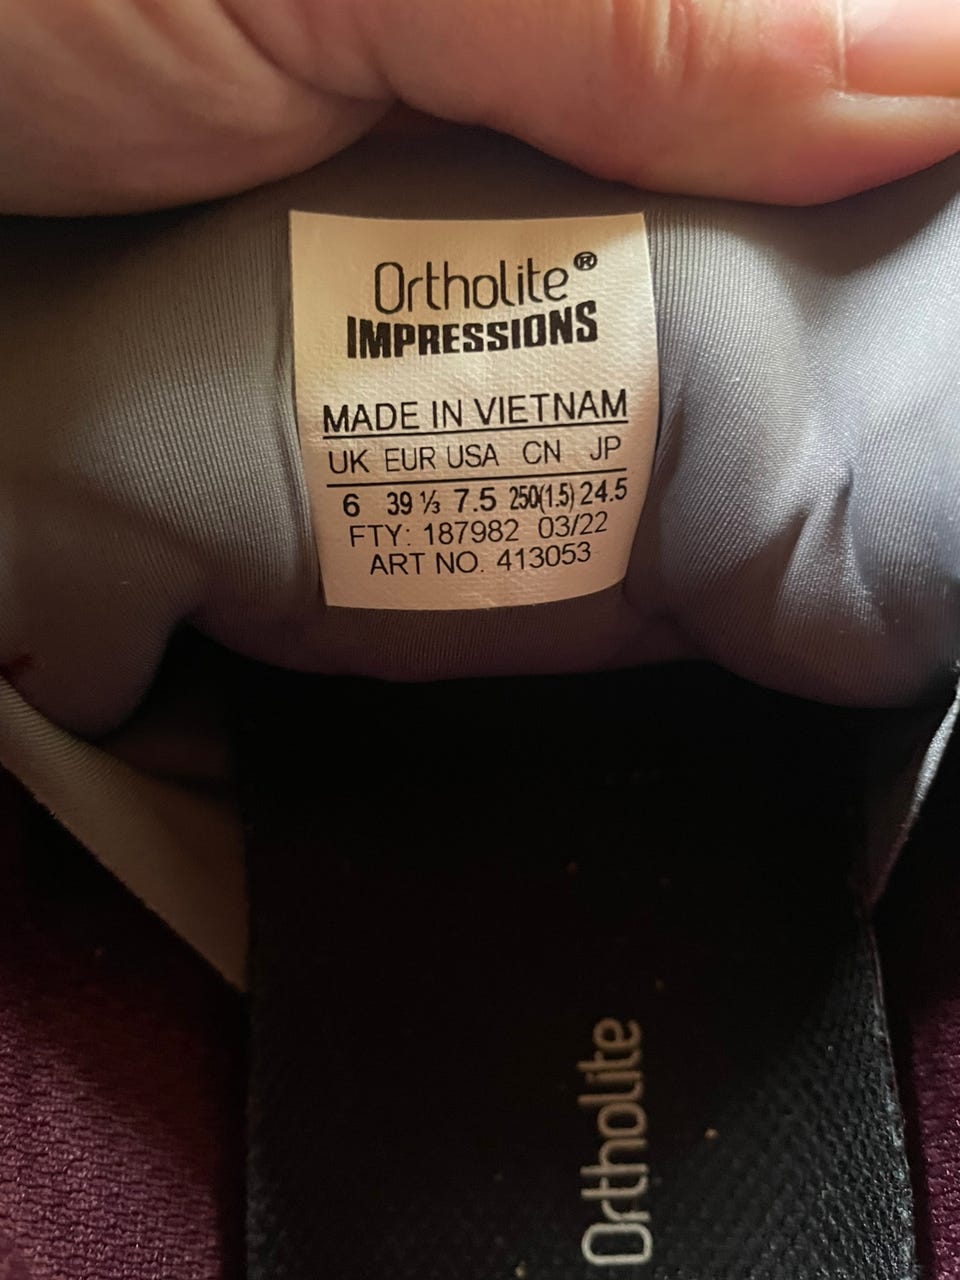 Ortholite®
IMPRESSIONS
MADE IN VIETNAM
UK EUR USA CN JP
6 39 ⅓ 7.5 250(1.5) 24.5
FTY: 187982 03/22
ART NO. 413053
Ortholite